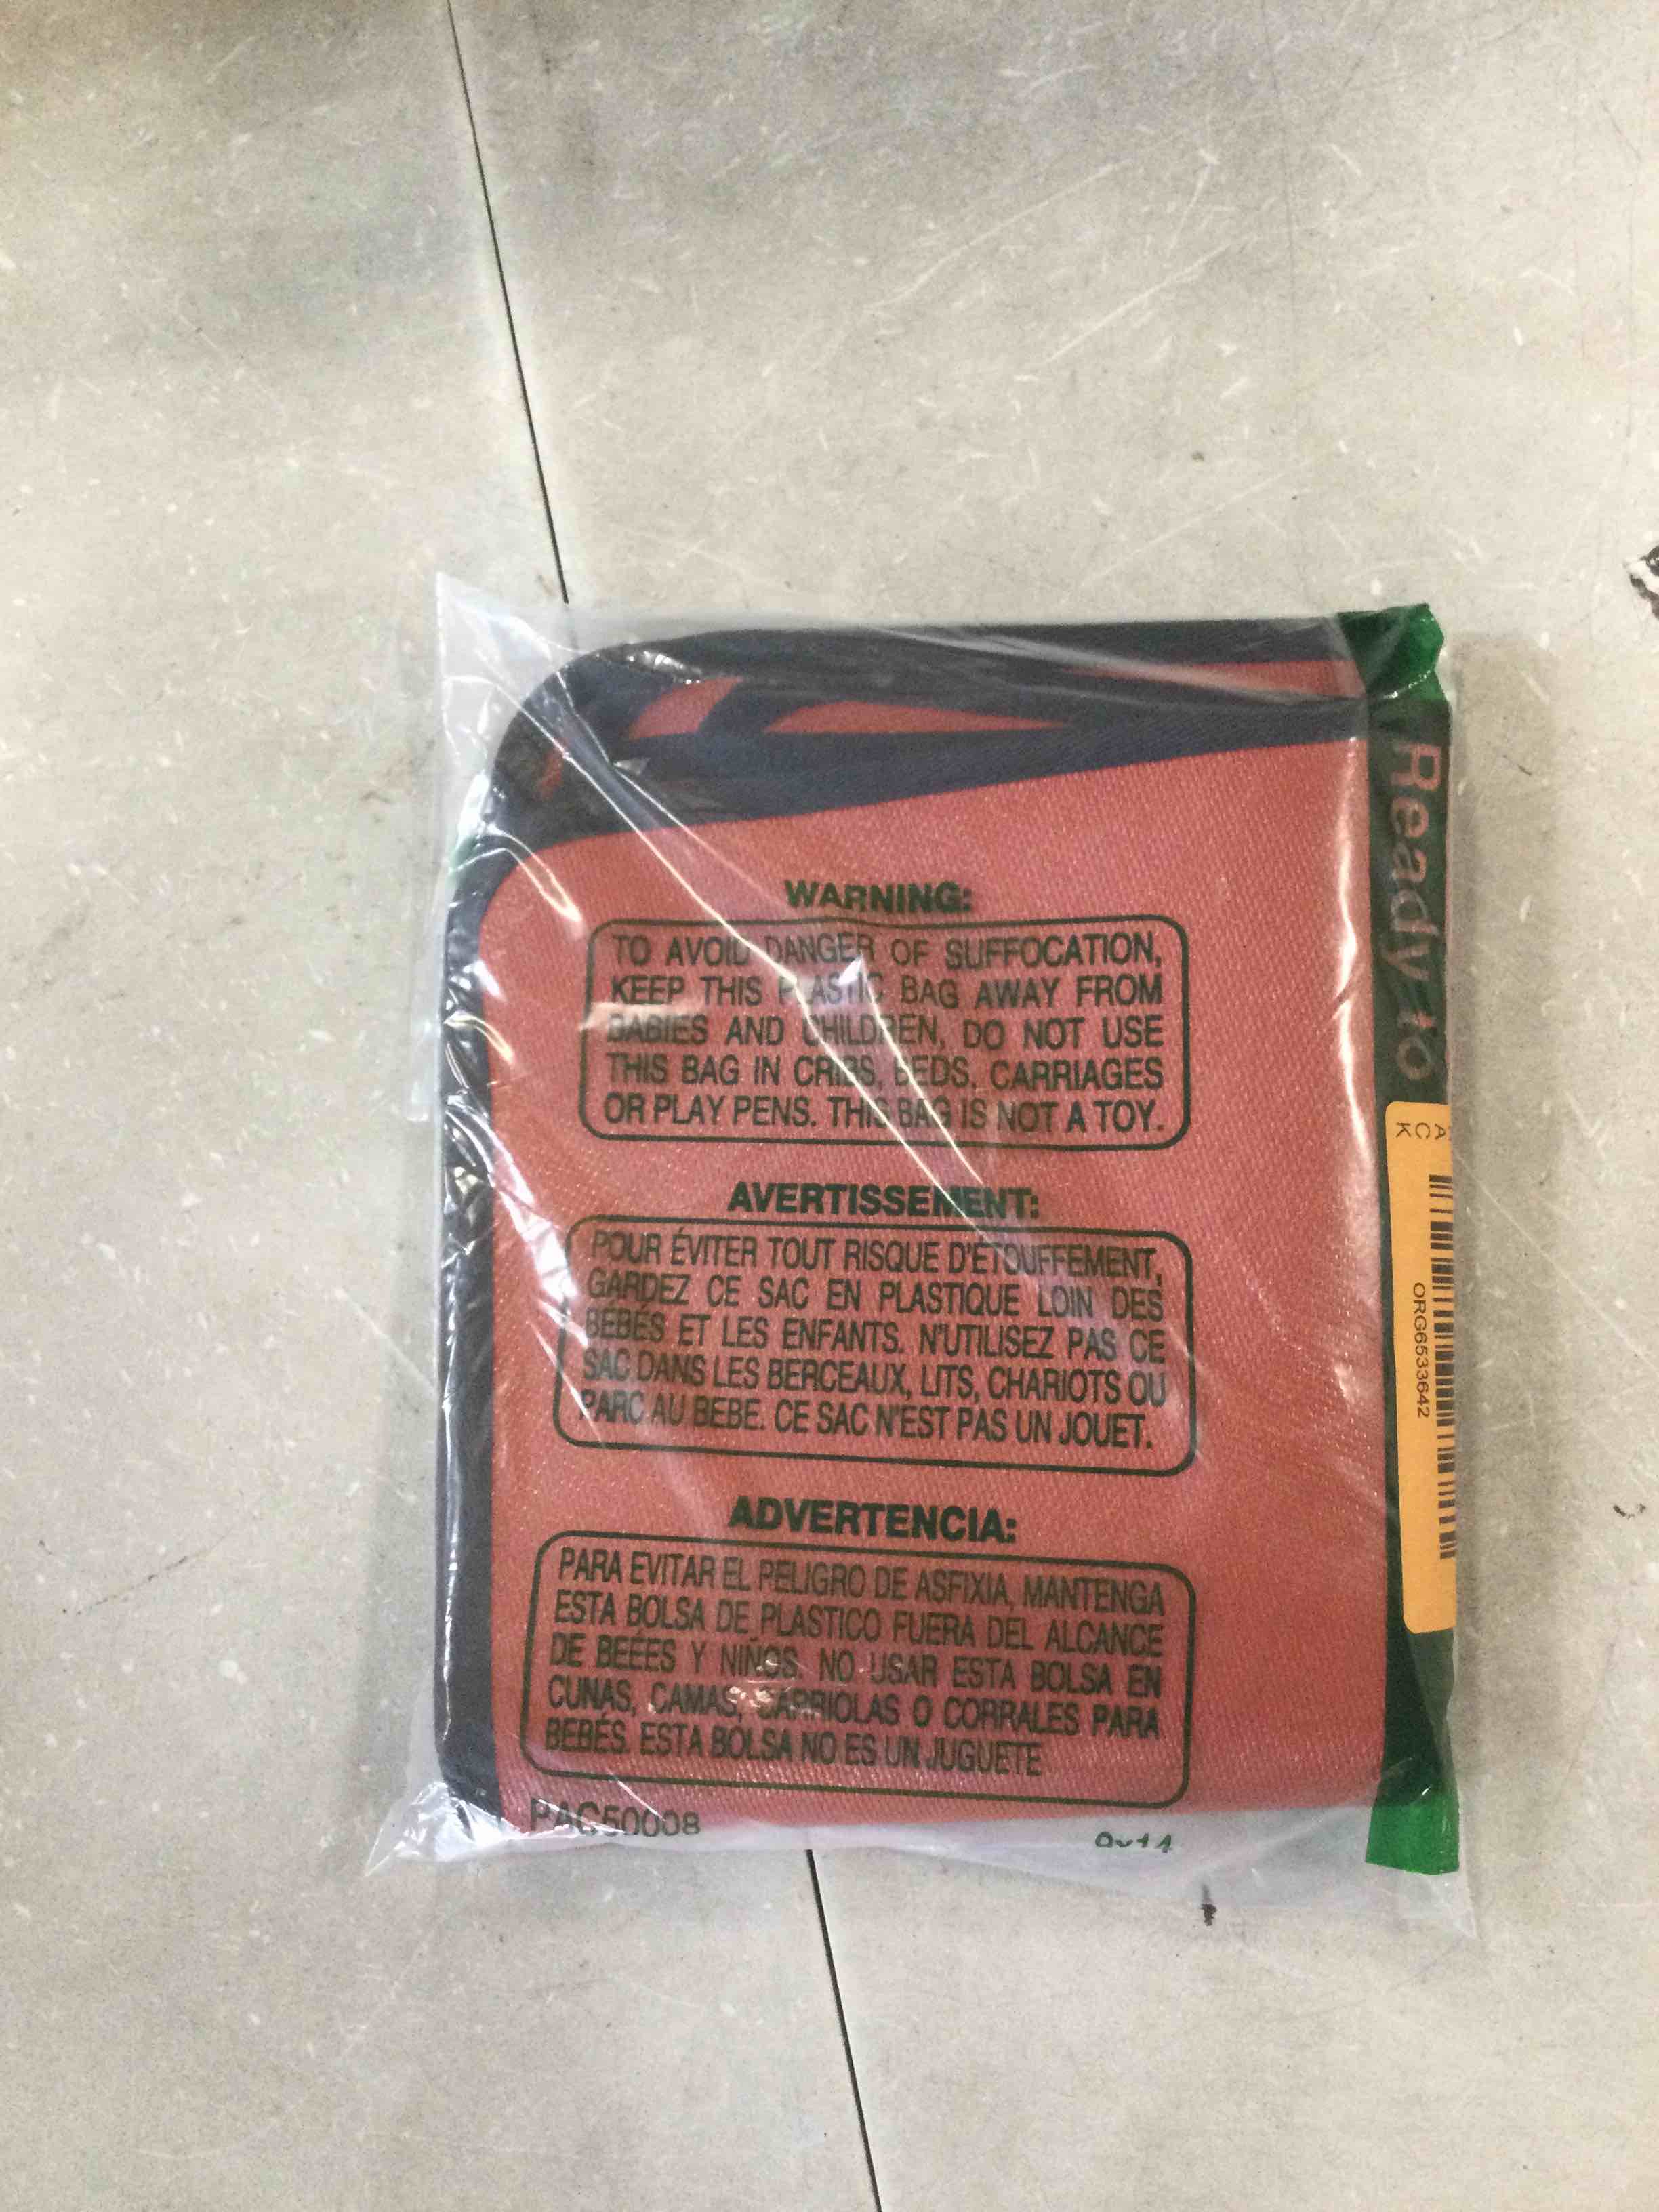 WARNING:
TO AVOID DANGER OF SUFFOCATION,
KEEP THIS PLASTIC BAG AWAY FROM
BABIES AND CHILDREN, DO NOT USE
THIS BAG IN CRIBS, BEDS. CARRIAGES
OR PLAY PENS. THIS BAG IS NOT A TOY.
AVERTISSEMENT:
POUR ÉVITER TOUT RISQUE D'ÉTOUFFEMENT,
GARDEZ CE SAC EN PLASTIQUE LOIN DES
BÉBÉS ET LES ENFANTS. N'UTILISEZ PAS CE
SAC DANS LES BERCEAUX, LITS, CHARIOTS OU
PARC AU BEBE. CE SAC N'EST PAS UN JOUET.
ADVERTENCIA:
PARA EVITAR EL PELIGRO DE ASFIXIA, MANTENGA
ESTA BOLSA DE PLASTICO FUERA DEL ALCANCE
DE BEÉES Y NIÑOS. NO USAR ESTA BOLSA EN
CUNAS, CAMAS, CARRIOLAS O CORRALES PARA
BEBÉS. ESTA BOLSA NO ES UN JUGUETE
PAC50008
Ready to
A
C
K
ORG6533642